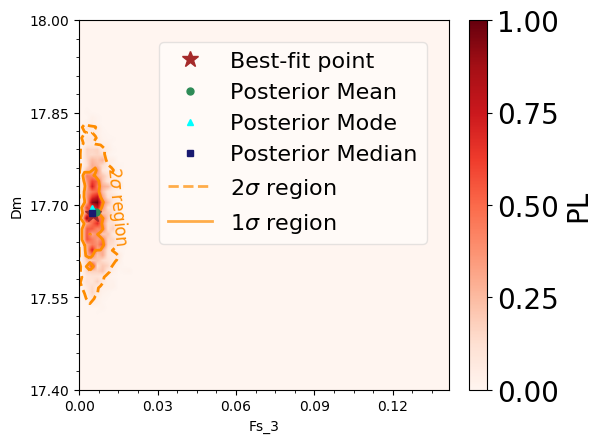 18.00
17.85
17.70
17.55
17.40
Dm
0.00 0.03 0.06 0.09 0.12
Fs_3
Best-fit point
Posterior Mean
Posterior Mode
Posterior Median
2σ region
1σ region
2σ region
1.00
0.75
0.50
0.25
0.00
PL